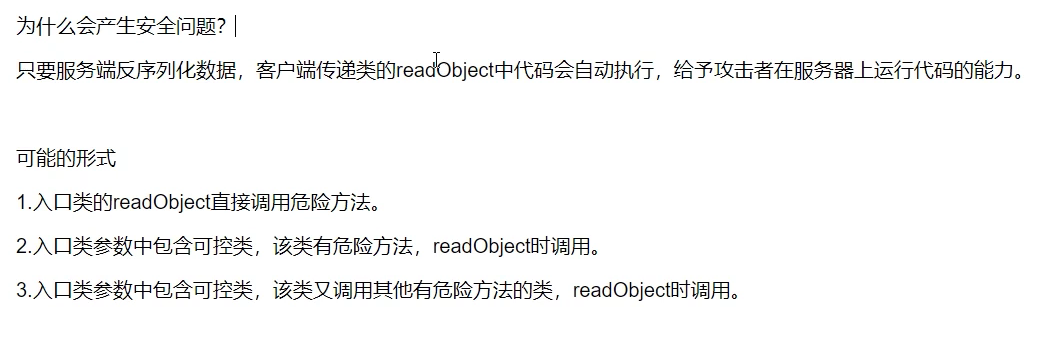 为什么会产生安全问题？
只要服务端反序列化数据，客户端传递类的readObject中代码会自动执行，给予攻击者在服务器上运行代码的能力。
可能的形式
1.入口类的readObject直接调用危险方法。
2.入口类参数中包含可控类，该类有危险方法，readObject时调用。
3.入口类参数中包含可控类，该类又调用其他有危险方法的类，readObject时调用。